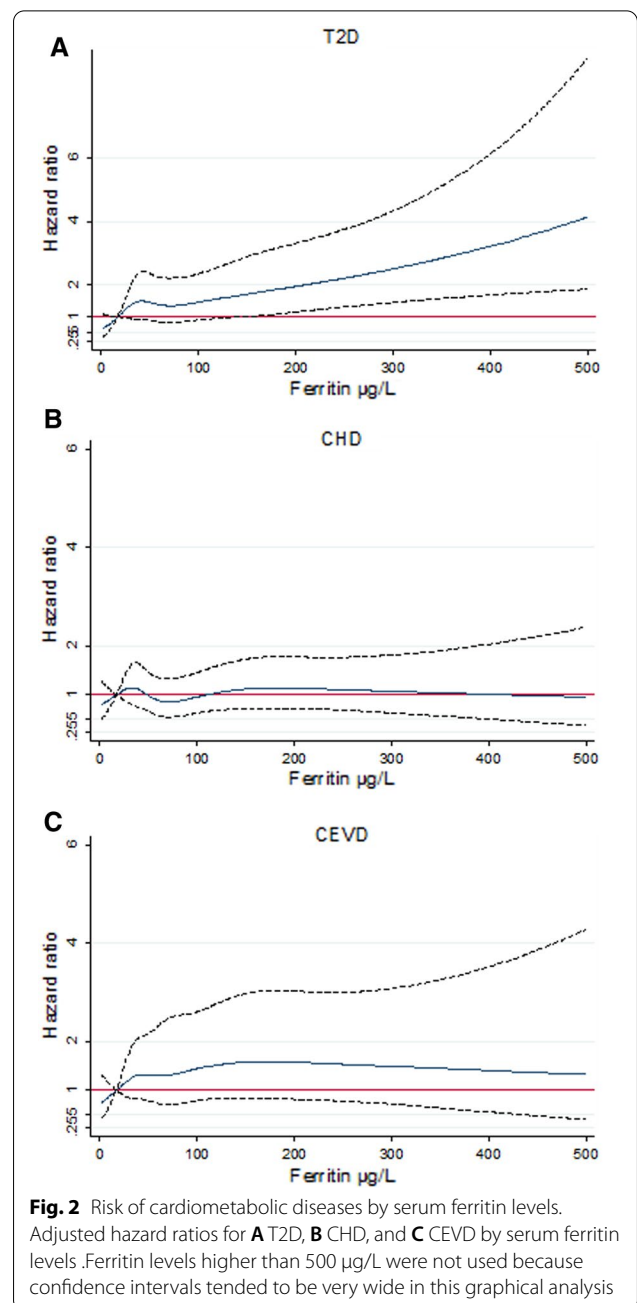 A
T2D
Hazard ratio
6
4
2
1
0 100 200 300 400 500
Ferritin µg/L
B
CHD
Hazard ratio
6
4
2
1
.255
0 100 200 300 400 500
Ferritin µg/L
C
CEVD
Hazard ratio
6
4
2
1
.255
0 100 200 300 400 500
Ferritin µg/L
Fig. 2 Risk of cardiometabolic diseases by serum ferritin levels.
Adjusted hazard ratios for A T2D, B CHD, and C CEVD by serum ferritin
levels .Ferritin levels higher than 500 µg/L were not used because
confidence intervals tended to be very wide in this graphical analysis